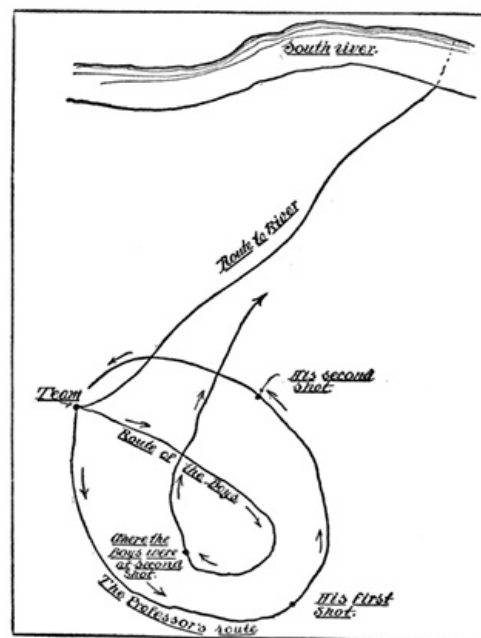 South river.
Route to River
His second
shot.
Team
Route of the Boys
Where the
Boys were
at second
shot.
His first
shot.
The Professor's route